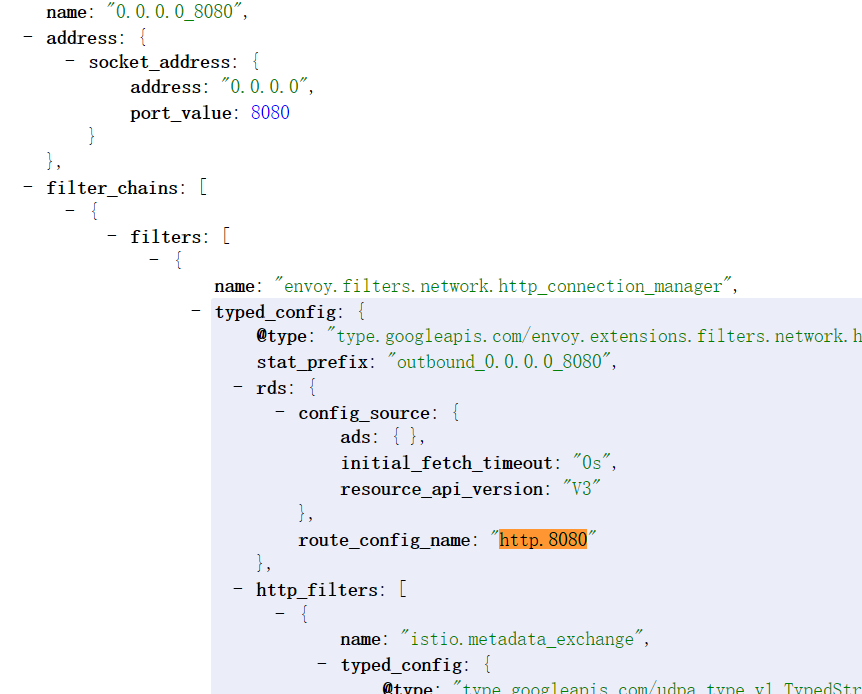 name: "0.0.0.0_8080",
- address: {
- socket_address: {
address: "0.0.0.0",
port_value: 8080
}
},
- filter_chains: [
- {
- filters: [
- {
name: "envoy.filters.network.http_connection_manager",
- typed_config: {
@type: "type.googleapis.com/envoy.extensions.filters.network.h
stat_prefix: "outbound_0.0.0.0_8080",
- rds: {
- config_source: {
ads: { },
initial_fetch_timeout: "0s",
resource_api_version: "V3"
},
route_config_name: "http.8080"
},
- http_filters: [
- {
name: "istio.metadata_exchange",
- typed_config: {
@type: "type.googleapis.com/udpa.type.v1.TypedStr